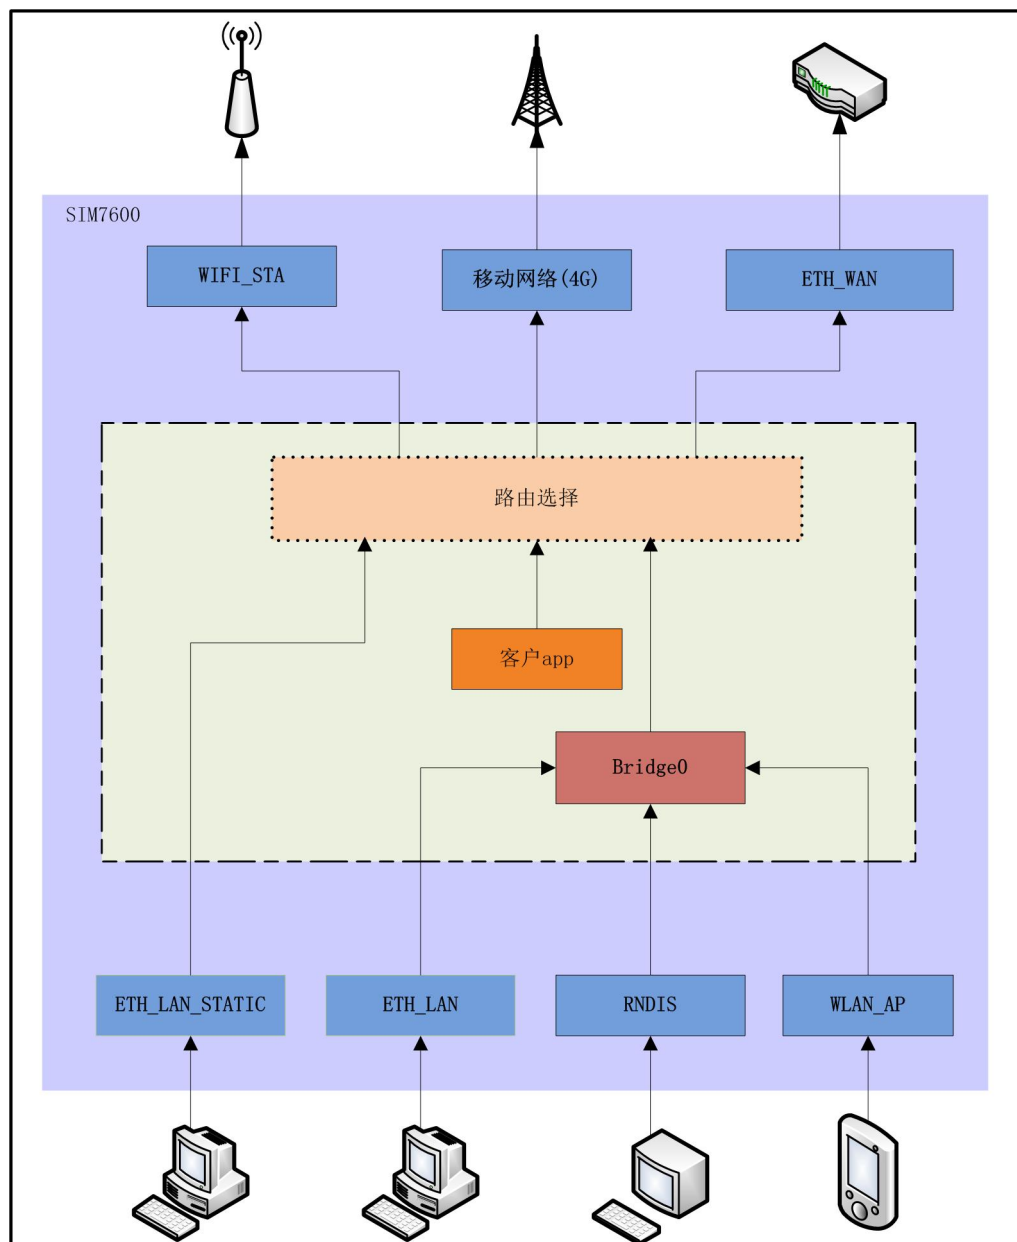 SIM7600
WIFI_STA
移动网络(4G)
ETH_WAN
路由选择
客户app
Bridge0
ETH_LAN_STATIC
ETH_LAN
RNDIS
WLAN_AP